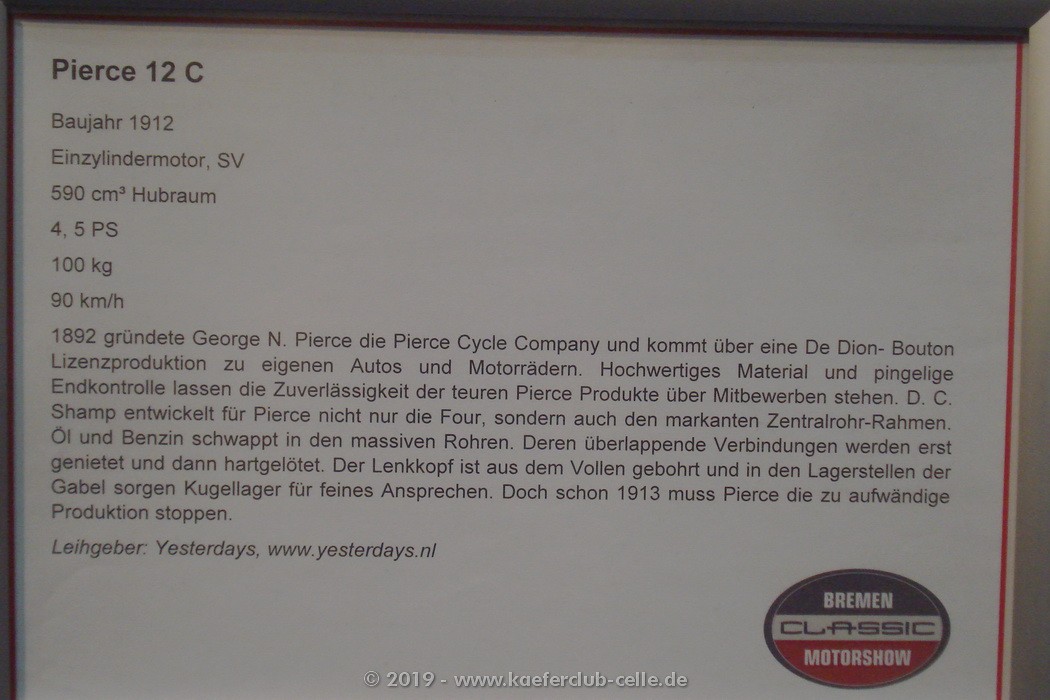 Pierce 12 C
Baujahr 1912
Einzylindermotor, SV
590 cm³ Hubraum
4, 5 PS
100 kg
90 km/h
1892 gründete George N. Pierce die Pierce Cycle Company und kommt über eine De Dion- Bouton
Lizenzproduktion zu eigenen Autos und Motorrädern. Hochwertiges Material und pingelige
Endkontrolle lassen die Zuverlässigkeit der teuren Pierce Produkte über Mitbewerben stehen. D. C.
Shamp entwickelt für Pierce nicht nur die Four, sondern auch den markanten Zentralrohr-Rahmen.
Öl und Benzin schwappt in den massiven Rohren. Deren überlappende Verbindungen werden erst
genietet und dann hartgelötet. Der Lenkkopf ist aus dem Vollen gebohrt und in den Lagerstellen der
Gabel sorgen Kugellager für feines Ansprechen. Doch schon 1913 muss Pierce die zu aufwändige
Produktion stoppen.
Leihgeber: Yesterdays, www.yesterdays.nl
BREMEN
CLASSIC
MOTORSHOW
© 2019 - www.kaeferclub-celle.de